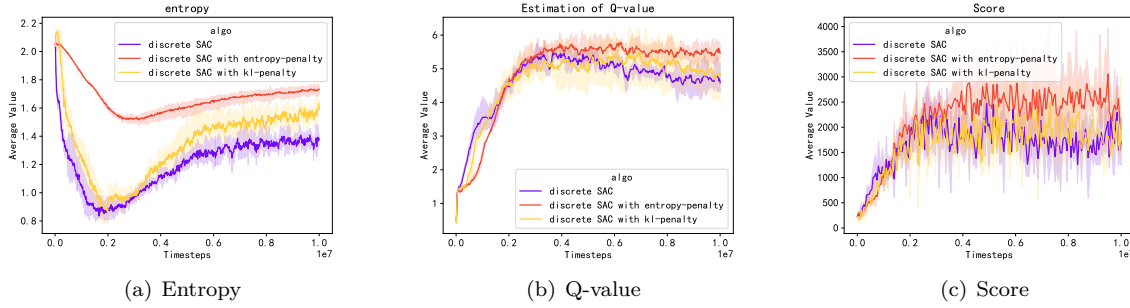 entropy
Average Value
2.2
2.0
1.8
1.6
1.4
1.2
1.0
0.8
algo
discrete SAC
discrete SAC with entropy-penalty
discrete SAC with kl-penalty
0.0 0.2 0.4 0.6 0.8 1.0
1e7
Timesteps
(a) Entropy
Estimation of Q-value
Average Value
6
5
4
3
2
1
algo
discrete SAC
discrete SAC with entropy-penalty
discrete SAC with kl-penalty
0.0 0.2 0.4 0.6 0.8 1.0
1e7
Timesteps
(b) Q-value
Score
Average Value
4000
3500
3000
2500
2000
1500
1000
500
0
algo
discrete SAC
discrete SAC with entropy-penalty
discrete SAC with kl-penalty
0.0 0.2 0.4 0.6 0.8 1.0
1e7
Timesteps
(c) Score